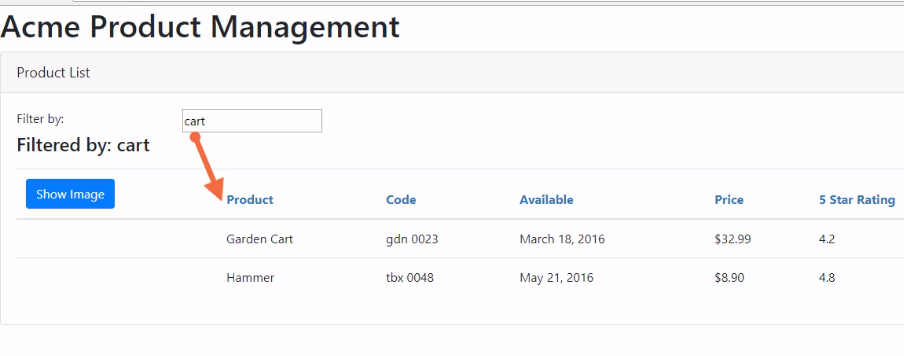 Acme Product Management
Product List
Filter by: cart
Filtered by: cart
Show Image Product Code Available Price 5 Star Rating
Garden Cart gdn 0023 March 18, 2016 $32.99 4.2
Hammer tbx 0048 May 21, 2016 $8.90 4.8